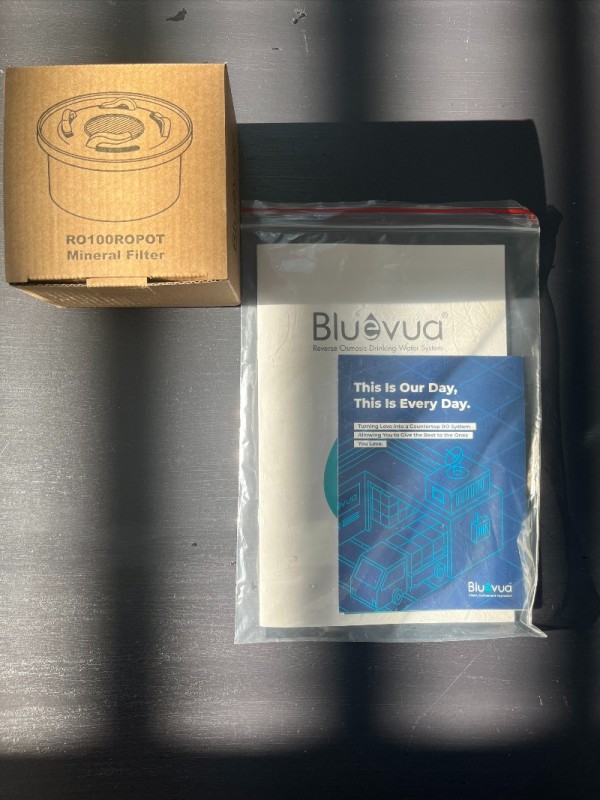 RO100ROPOT
Mineral Filter
Bluevua®
Reverse Osmosis Drinking Water System
This Is Our Day,
This Is Every Day.
Turning Love into a Countertop RO System
Allowing You to Give the Best to the Ones
You Love.
Bluevua